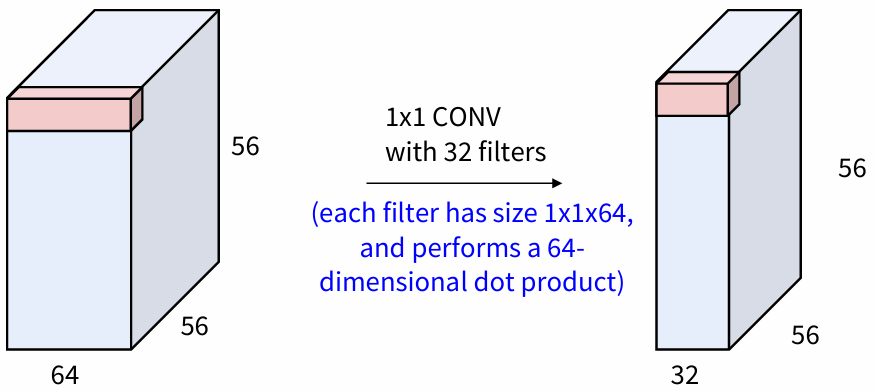 56
56
64
1x1 CONV
with 32 filters
(each filter has size 1x1x64,
and performs a 64-
dimensional dot product)
56
56
32